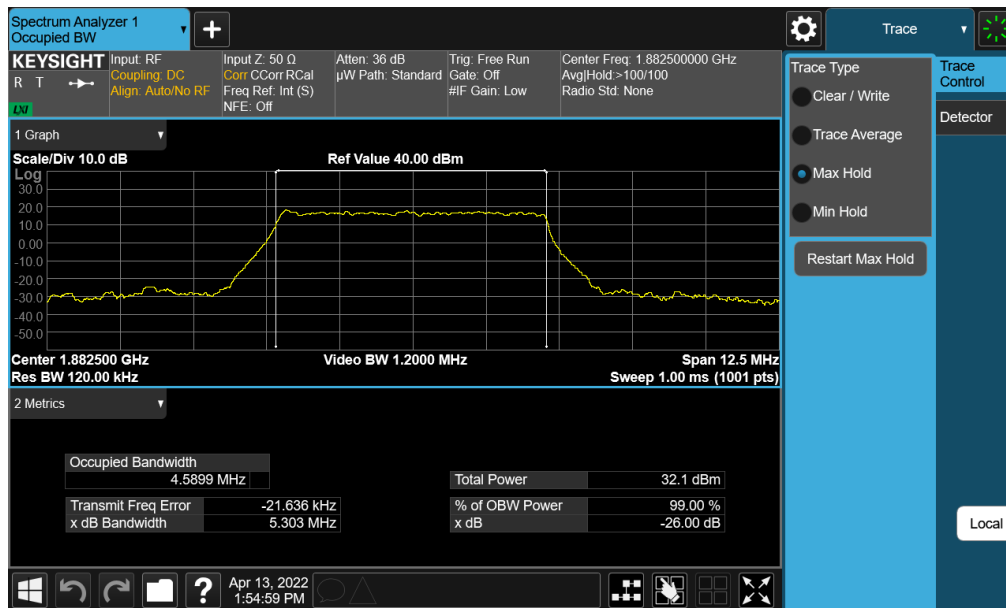 Spectrum Analyzer 1
Occupied BW
+
Trace
KEYSIGHT
R T
LXI
Input: RF
Coupling: DC
Align: Auto/No RF
Input Z: 50 Ω
Corr CCorr RCal
Freq Ref: Int (S)
NFE: Off
Atten: 36 dB
µW Path: Standard
Trig: Free Run
Gate: Off
#IF Gain: Low
Center Freq: 1.882500000 GHz
Avg|Hold:>100/100
Radio Std: None
Trace Type
Clear / Write
Trace Average
Max Hold
Min Hold
Restart Max Hold
Trace
Control
Detector
Local
1 Graph
Scale/Div 10.0 dB
Ref Value 40.00 dBm
Log
30.0
20.0
10.0
0.00
-10.0
-20.0
-30.0
-40.0
-50.0
Center 1.882500 GHz
Video BW 1.2000 MHz
Span 12.5 MHz
Res BW 120.00 kHz
Sweep 1.00 ms (1001 pts)
2 Metrics
Occupied Bandwidth
4.5899 MHz
Total Power 32.1 dBm
Transmit Freq Error -21.636 kHz
% of OBW Power 99.00 %
x dB Bandwidth 5.303 MHz
x dB -26.00 dB
?
Apr 13, 2022
1:54:59 PM